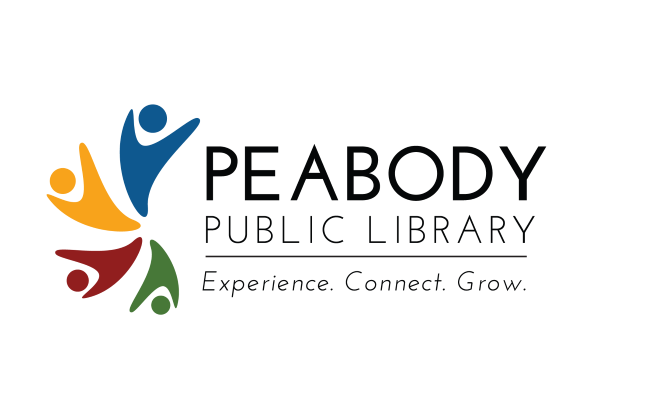 PEABODY
PUBLIC LIBRARY
Experience. Connect. Grow.